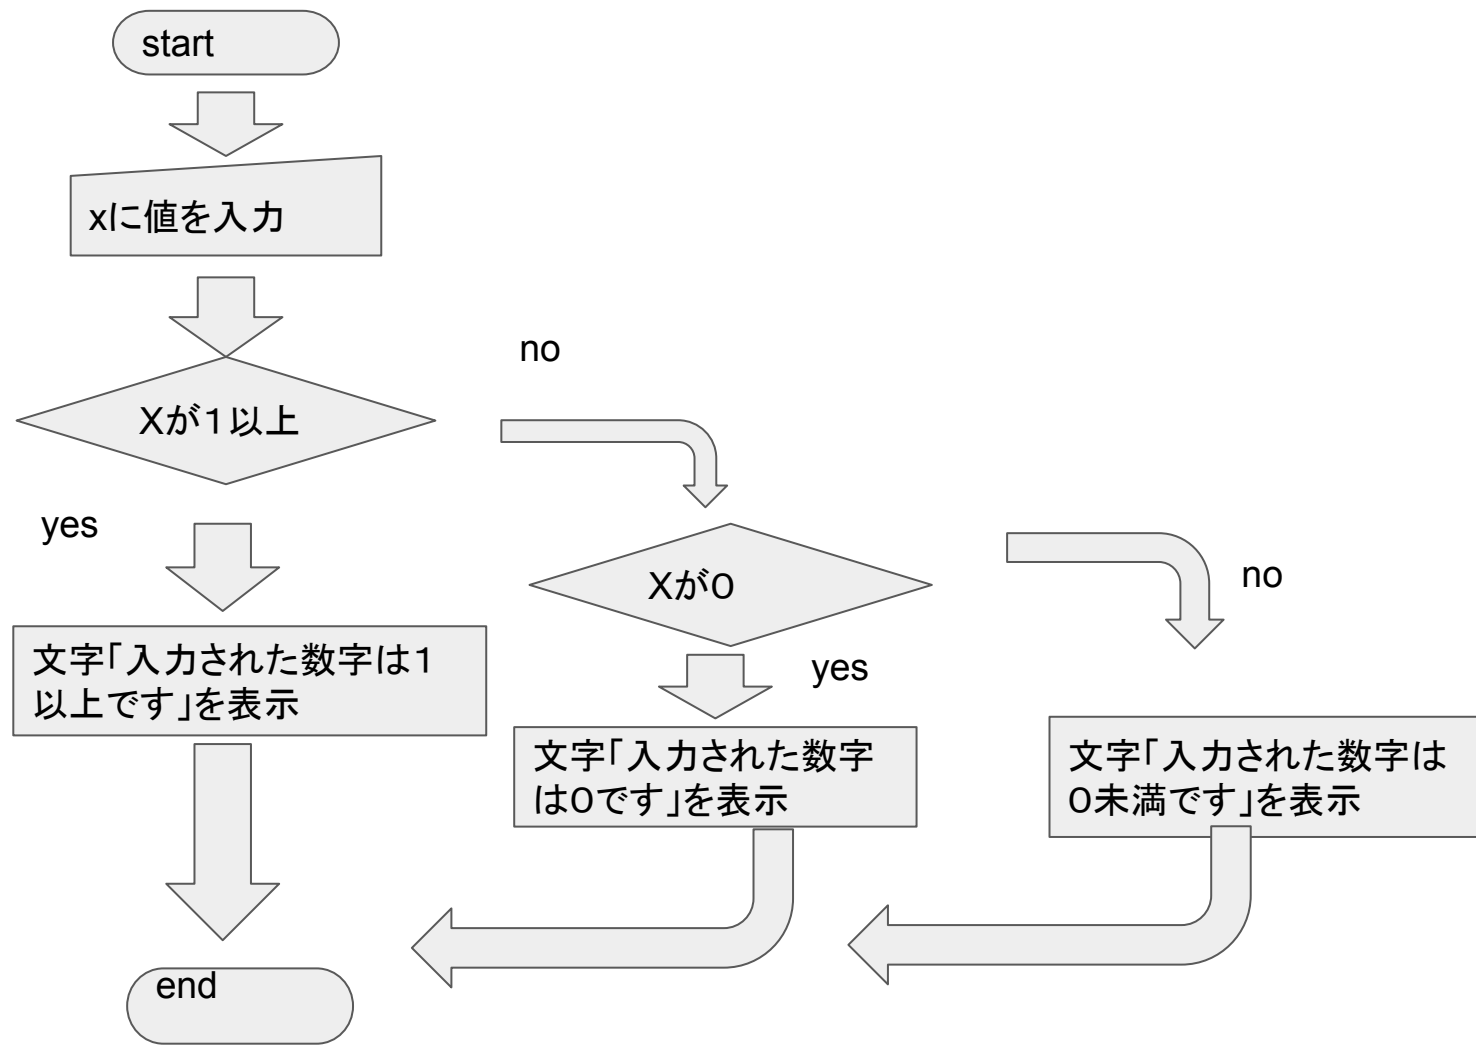 start
xに値を入力
no
Xが１以上
yes
Xが０
no
文字「入力された数字は１
以上です」を表示
yes
文字「入力された数字
は０です」を表示
文字「入力された数字は
０未満です」を表示
end